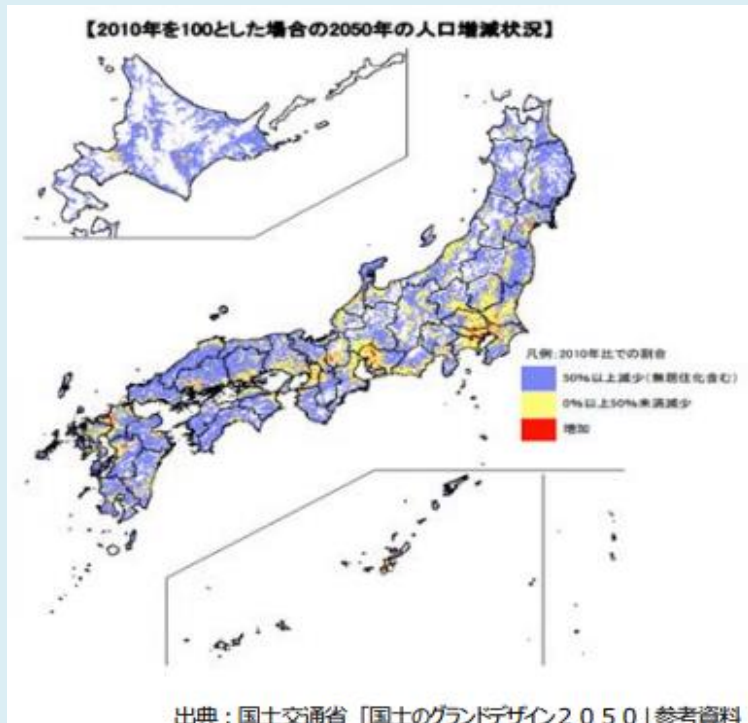 【2010年を100とした場合の2050年の人口増減状況】
凡例:2010年比での割合
50%以上減少(無居住化含む)
0%以上50%未満減少
増加
出典:国土交通省「国土のグランドデザイン2050」参考資料